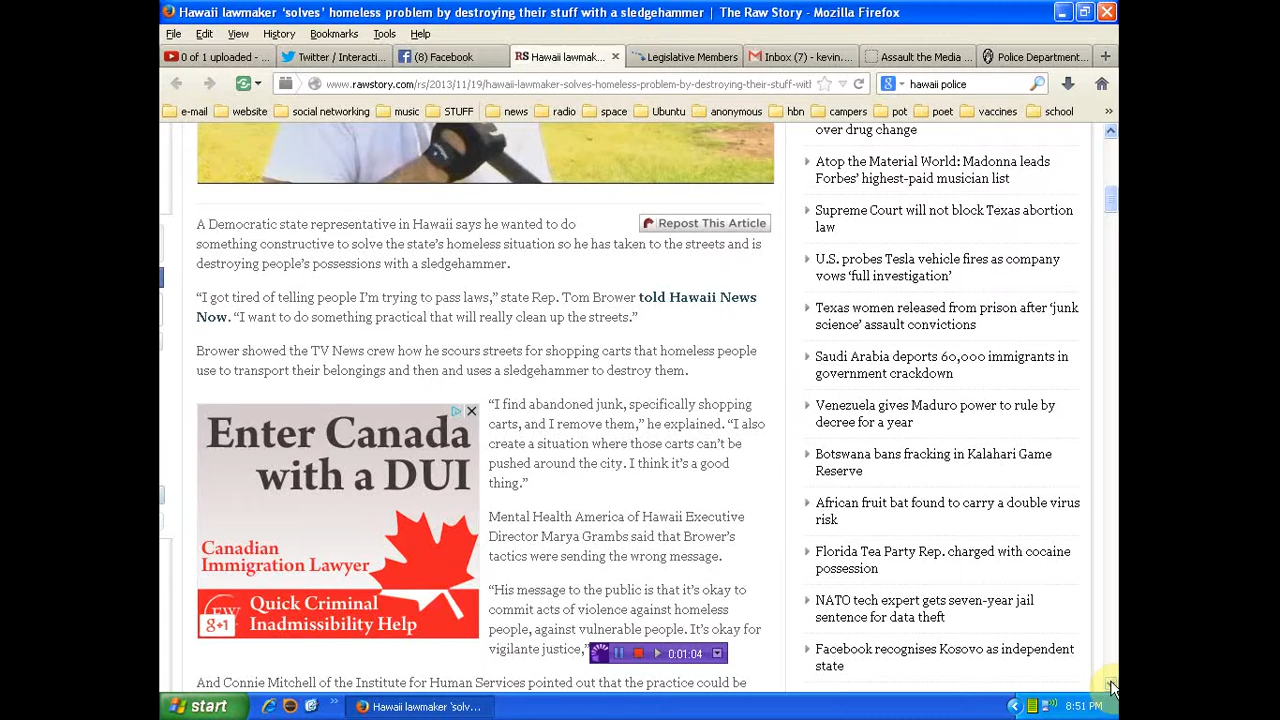 Hawaii lawmaker ‘solves’ homeless problem by destroying their stuff with a sledgehammer | The Raw Story - Mozilla Firefox
File Edit View History Bookmarks Tools Help
0 of 1 uploaded - ... Twitter / Interacti... (8) Facebook RS Hawaii lawmak... Legislative Members Inbox (7) - kevin.... Assault the Media ... Police Department...
www.rawstory.com/rs/2013/11/19/hawaii-lawmaker-solves-homeless-problem-by-destroying-their-stuff-wit hawaii police
e-mail website social networking music STUFF news radio space Ubuntu anonymous hbn campers pot poet vaccines school
A Democratic state representative in Hawaii says he wanted to do
something constructive to solve the state’s homeless situation so he has taken to the streets and is
destroying people’s possessions with a sledgehammer.
Repost This Article
“I got tired of telling people I’m trying to pass laws,” state Rep. Tom Brower told Hawaii News
Now. “I want to do something practical that will really clean up the streets.”
Brower showed the TV News crew how he scours streets for shopping carts that homeless people
use to transport their belongings and then and uses a sledgehammer to destroy them.
Enter Canada
with a DUI
Canadian
Immigration Lawyer
Quick Criminal
Inadmissibility Help
g+1
“I find abandoned junk, specifically shopping
carts, and I remove them,” he explained. “I also
create a situation where those carts can’t be
pushed around the city. I think it’s a good
thing.”
Mental Health America of Hawaii Executive
Director Marya Grambs said that Brower’s
tactics were sending the wrong message.
“His message to the public is that it’s okay to
commit acts of violence against homeless
people, against vulnerable people. It’s okay for
vigilante justice,”
0:01:04
And Connie Mitchell of the Institute for Human Services pointed out that the practice could be
over drug change
Atop the Material World: Madonna leads
Forbes’ highest-paid musician list
Supreme Court will not block Texas abortion
law
U.S. probes Tesla vehicle fires as company
vows ‘full investigation’
Texas women released from prison after ‘junk
science’ assault convictions
Saudi Arabia deports 60,000 immigrants in
government crackdown
Venezuela gives Maduro power to rule by
decree for a year
Botswana bans fracking in Kalahari Game
Reserve
African fruit bat found to carry a double virus
risk
Florida Tea Party Rep. charged with cocaine
possession
NATO tech expert gets seven-year jail
sentence for data theft
Facebook recognises Kosovo as independent
state
start Hawaii lawmaker ‘solv... 8:51 PM